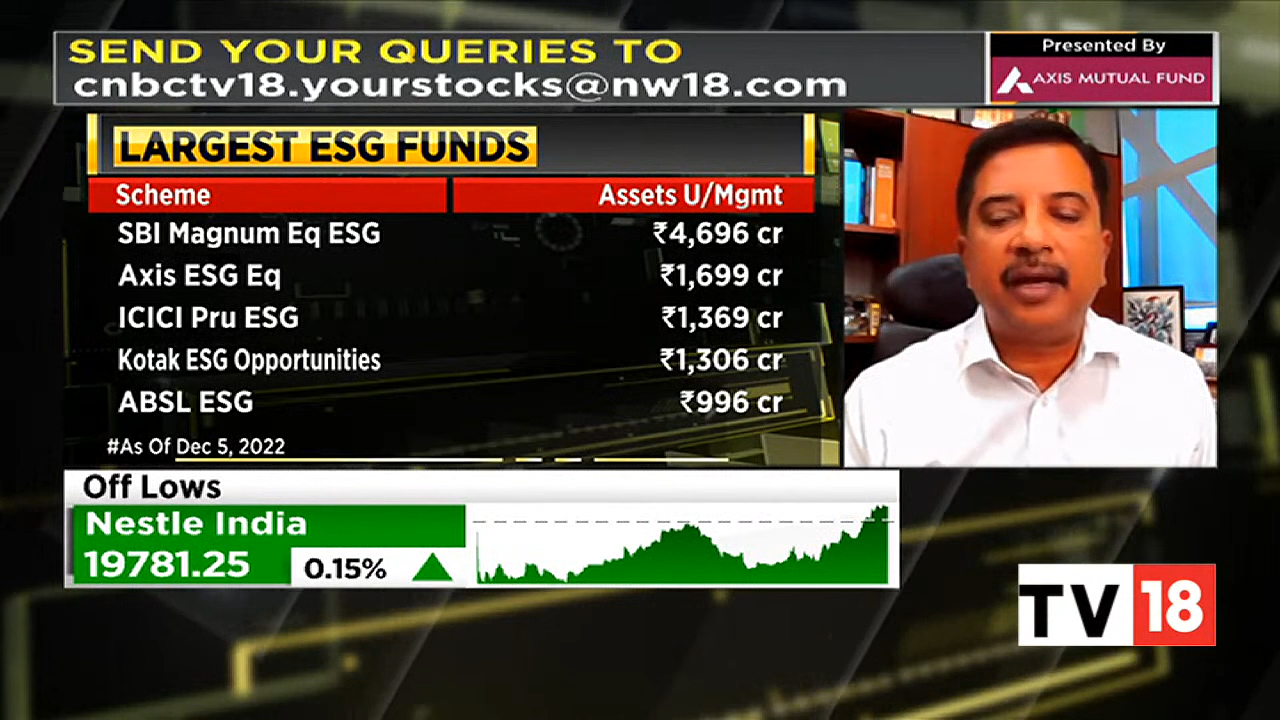 SEND YOUR QUERIES TO
cnbctv18.yourstocks@nw18.com
Presented By
AXIS MUTUAL FUND
LARGEST ESG FUNDS
Scheme Assets U/Mgmt
SBI Magnum Eq ESG ₹4,696 cr
Axis ESG Eq ₹1,699 cr
ICICI Pru ESG ₹1,369 cr
Kotak ESG Opportunities ₹1,306 cr
ABSL ESG ₹996 cr
#As Of Dec 5, 2022
Off Lows
Nestle India
19781.25 0.15%
TV 18